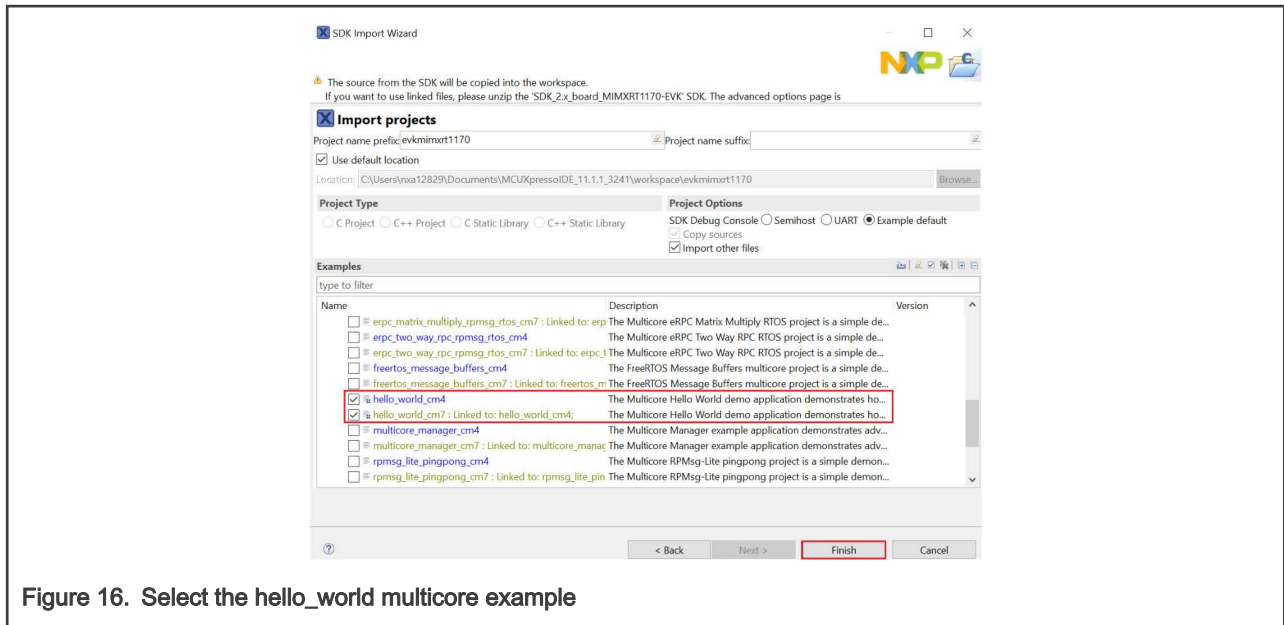 SDK Import Wizard
NXP
The source from the SDK will be copied into the workspace.
If you want to use linked files, please unzip the 'SDK_2.x_board_MIMXRT1170-EVK' SDK. The advanced options page is
Import projects
Project name prefix: evkmimxrt1170 Project name suffix:
Use default location
Location: C:\Users\nxa12829\Documents\MCUXpressoIDE_11.1.1_3241\workspace\evkmimxrt1170 Browse...
Project Type Project Options
C Project C++ Project C Static Library C++ Static Library SDK Debug Console Semihost UART Example default
Copy sources
Import other files
Examples
type to filter
Name Description Version
erpc_matrix_multiply_rpmsg_rtos_cm7 : Linked to: erp The Multicore eRPC Matrix Multiply RTOS project is a simple de...
erpc_two_way_rpc_rpmsg_rtos_cm4 The Multicore eRPC Two Way RPC RTOS project is a simple de...
erpc_two_way_rpc_rpmsg_rtos_cm7 : Linked to: erpc_t The Multicore eRPC Two Way RPC RTOS project is a simple de...
freertos_message_buffers_cm4 The FreeRTOS Message Buffers multicore project is a simple de...
freertos_message_buffers_cm7 : Linked to: freertos_m The FreeRTOS Message Buffers multicore project is a simple de...
hello_world_cm4 The Multicore Hello World demo application demonstrates ho...
hello_world_cm7 : Linked to: hello_world_cm4; The Multicore Hello World demo application demonstrates ho...
multicore_manager_cm4 The Multicore Manager example application demonstrates adv...
multicore_manager_cm7 : Linked to: multicore_manac The Multicore Manager example application demonstrates adv...
rpmsg_lite_pingpong_cm4 The Multicore RPMsg-Lite pingpong project is a simple demon...
rpmsg_lite_pingpong_cm7 : Linked to: rpmsg_lite_pin The Multicore RPMsg-Lite pingpong project is a simple demon...
< Back Next > Finish Cancel
Figure 16. Select the hello_world multicore example